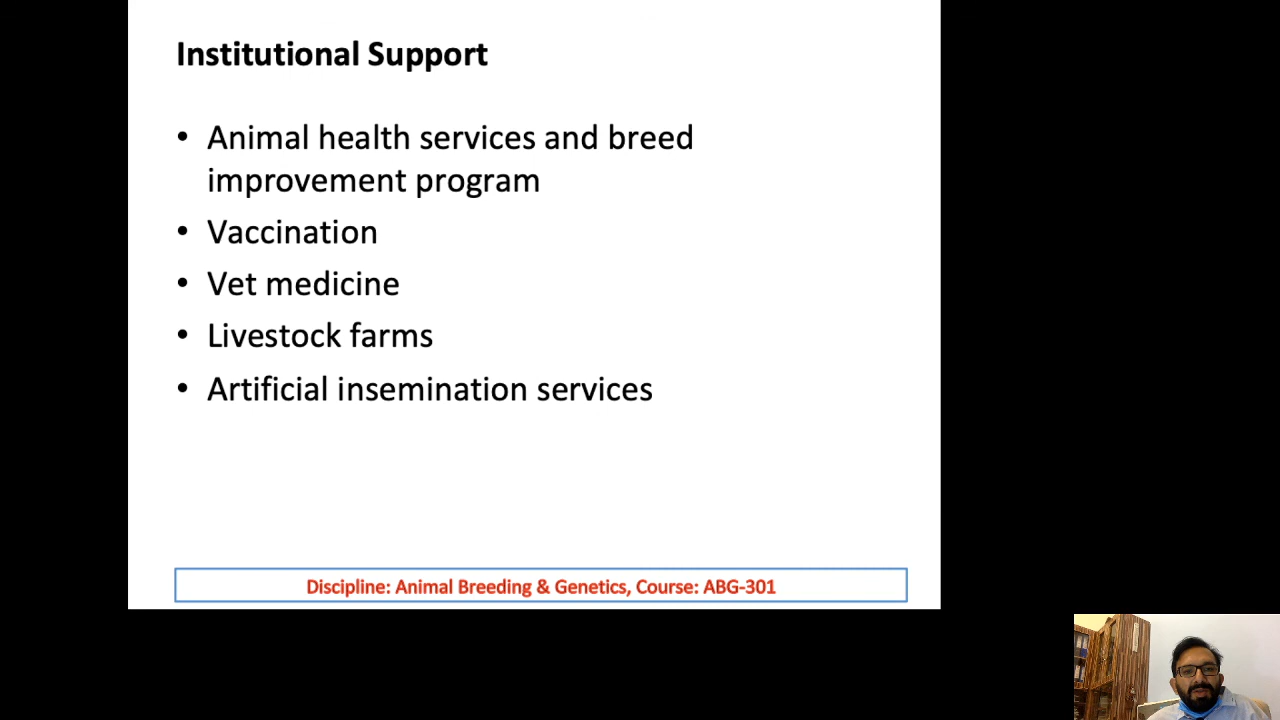 Institutional Support
• Animal health services and breed
improvement program
• Vaccination
• Vet medicine
• Livestock farms
• Artificial insemination services
Discipline: Animal Breeding & Genetics, Course: ABG-301